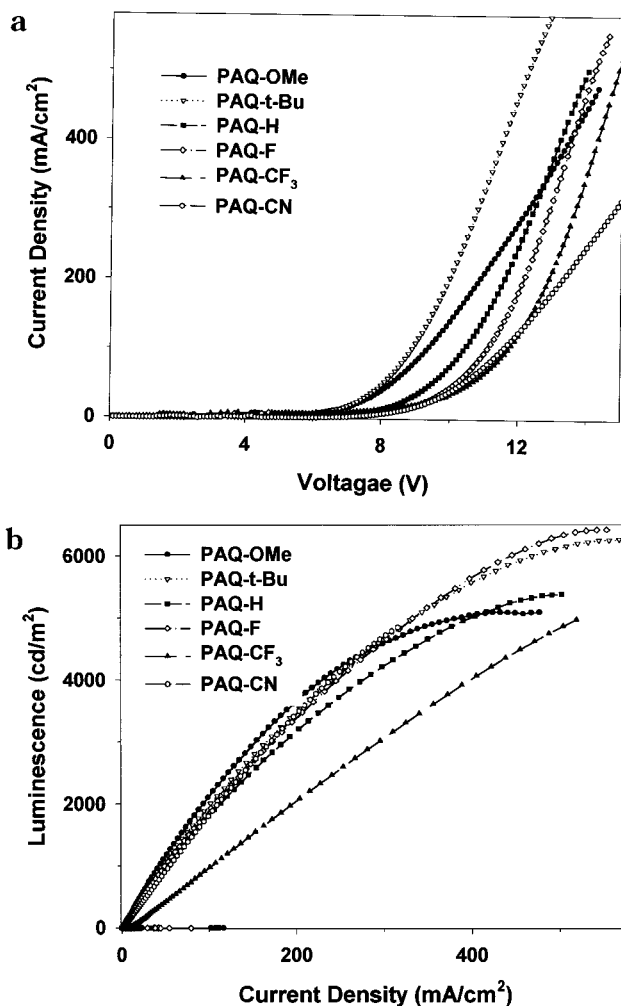 a
Current Density (mA/cm²)
400
200
0
PAQ-OMe
PAQ-t-Bu
PAQ-H
PAQ-F
PAQ-CF₃
PAQ-CN
0 4 8 12
Voltagae (V)
b
Luminescence (cd/m²)
6000
4000
2000
0
PAQ-OMe
PAQ-t-Bu
PAQ-H
PAQ-F
PAQ-CF₃
PAQ-CN
0 200 400
Current Density (mA/cm²)